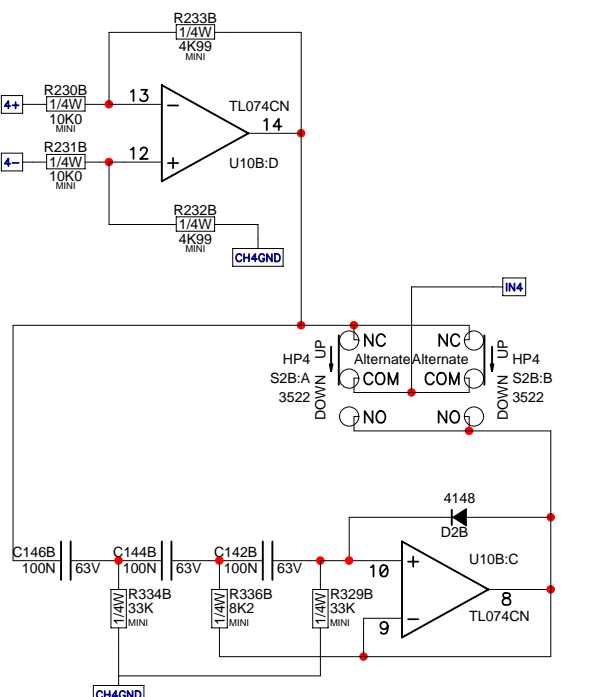 R233B
1/4W
4K99
MINI
R230B
4+
1/4W
13
10K0
MINI
TL074CN
14
R231B
4-
1/4W
12
10K0
MINI
U10B:D
R232B
1/4W
4K99
MINI
CH4GND
IN4
NC
NC
UP
UP
HP4
Alternate
Alternate
HP4
S2B:A
COM
COM
S2B:B
3522
3522
DOWN
DOWN
NO
NO
4148
D2B
C146B
100N
63V
C144B
100N
63V
C142B
100N
63V
10
U10B:C
R334B
1/4W
33K
MINI
R336B
1/4W
8K2
MINI
R329B
1/4W
33K
MINI
8
9
TL074CN
CH4GND